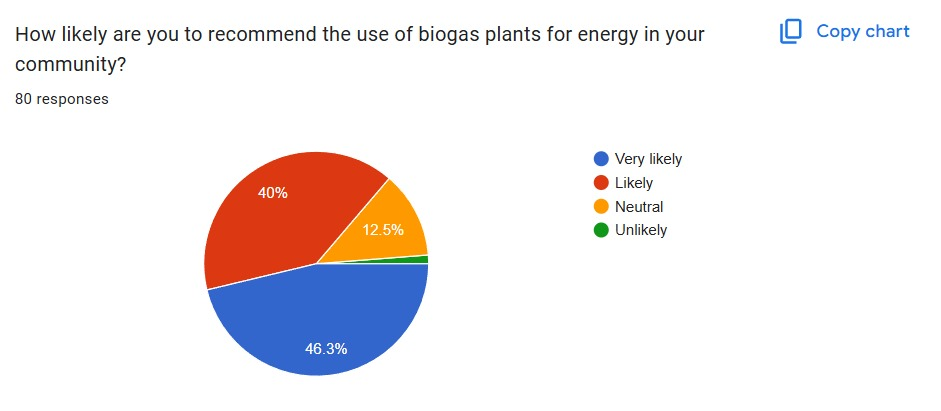 How likely are you to recommend the use of biogas plants for energy in your
community?
Copy chart
80 responses
Very likely
Likely
Neutral
Unlikely
40%
12.5%
46.3%